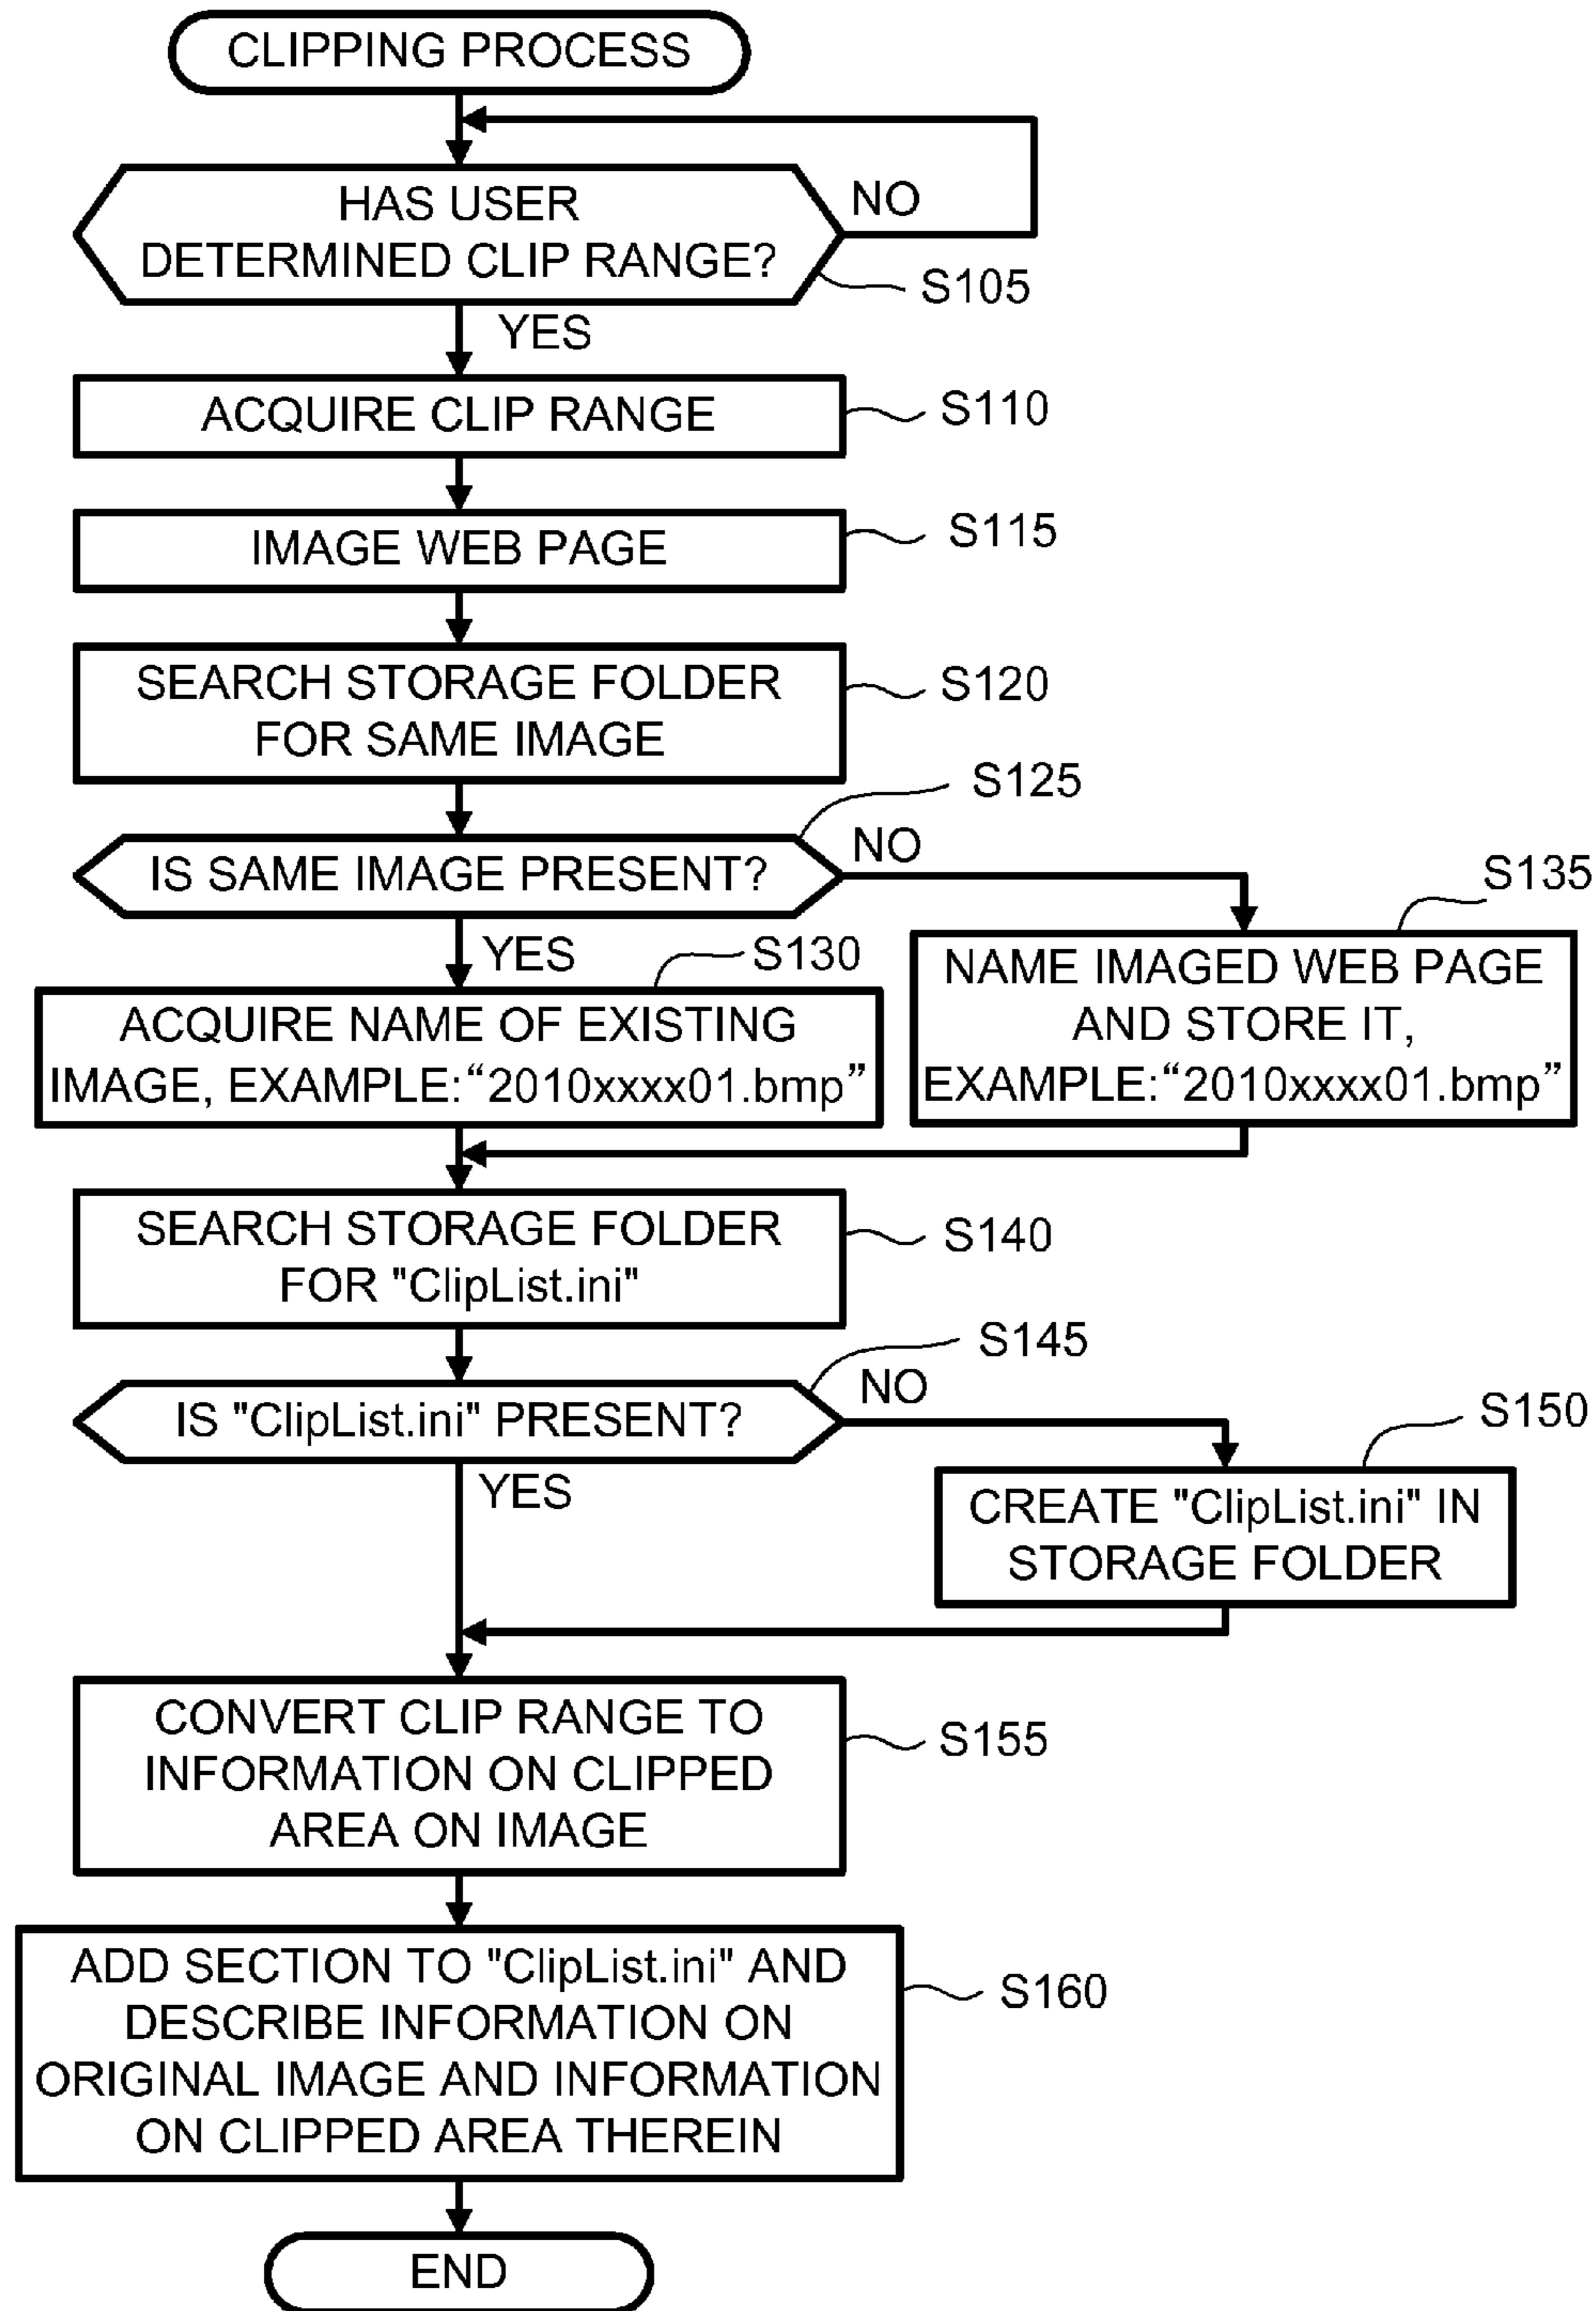 CLIPPING PROCESS
HAS USER
DETERMINED CLIP RANGE?
NO
S105
YES
ACQUIRE CLIP RANGE
S110
IMAGE WEB PAGE
S115
SEARCH STORAGE FOLDER
FOR SAME IMAGE
S120
S125
IS SAME IMAGE PRESENT?
NO
S135
YES
S130
ACQUIRE NAME OF EXISTING
IMAGE, EXAMPLE:“2010xxxx01.bmp”
NAME IMAGED WEB PAGE
AND STORE IT,
EXAMPLE:“2010xxxx01.bmp”
SEARCH STORAGE FOLDER
FOR "ClipList.ini"
S140
S145
IS "ClipList.ini" PRESENT?
NO
S150
YES
CREATE "ClipList.ini" IN
STORAGE FOLDER
CONVERT CLIP RANGE TO
INFORMATION ON CLIPPED
AREA ON IMAGE
S155
ADD SECTION TO "ClipList.ini" AND
DESCRIBE INFORMATION ON
ORIGINAL IMAGE AND INFORMATION
ON CLIPPED AREA THEREIN
S160
END